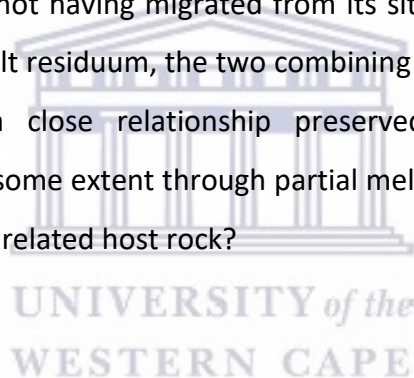 not having migrated from its sit
lt residuum, the two combining
close relationship preserved
some extent through partial mel
related host rock?
UNIVERSITY of the
WESTERN CAPE